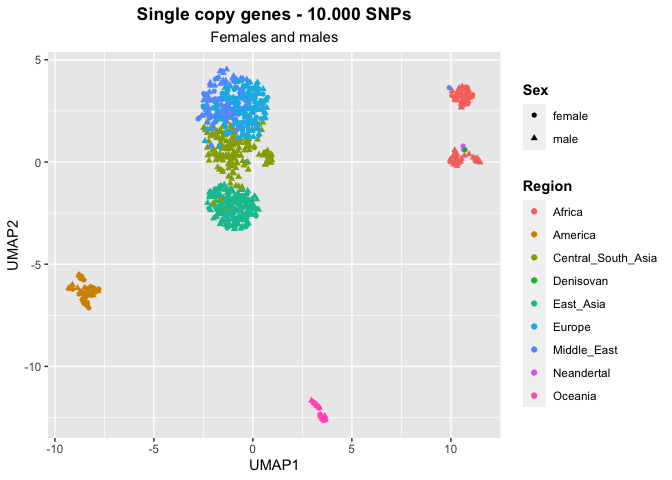 Single copy genes - 10.000 SNPs
Females and males
5
0
-5
-10
UMAP2
-10
-5
0
5
10
UMAP1
Sex
female
male
Region
Africa
America
Central_South_Asia
Denisovan
East_Asia
Europe
Middle_East
Neandertal
Oceania